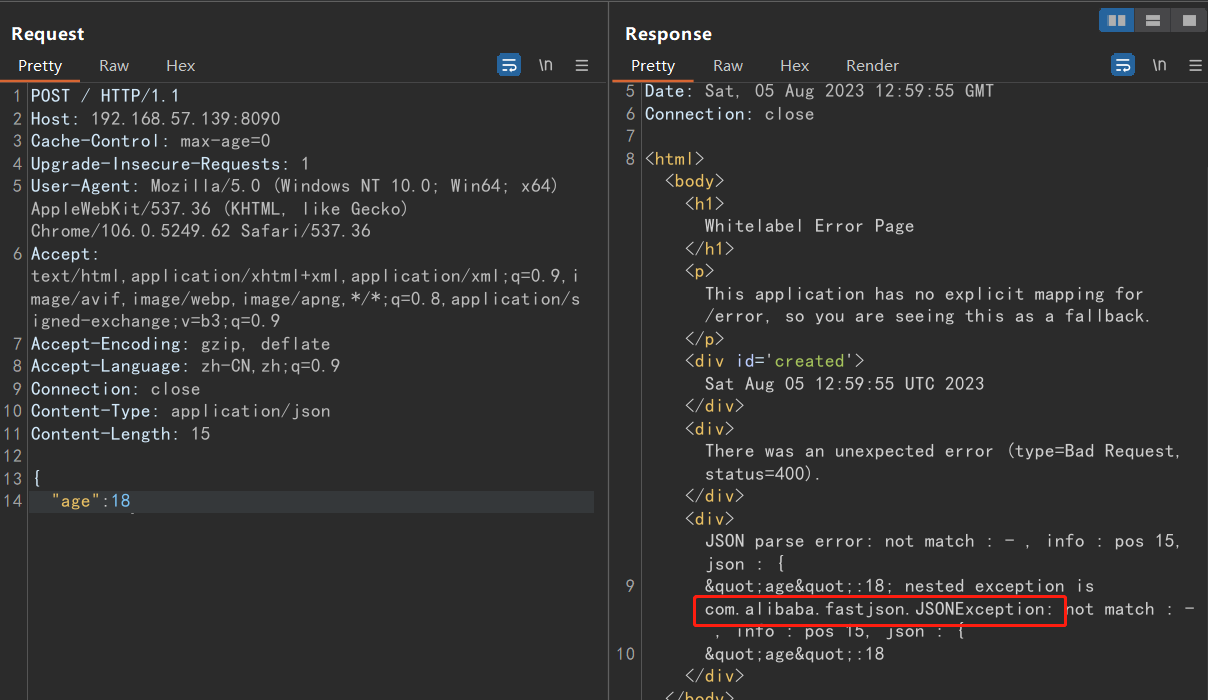 Request
Pretty Raw Hex \n
1 POST / HTTP/1.1
2 Host: 192.168.57.139:8090
3 Cache-Control: max-age=0
4 Upgrade-Insecure-Requests: 1
5 User-Agent: Mozilla/5.0 (Windows NT 10.0; Win64; x64)
AppleWebKit/537.36 (KHTML, like Gecko)
Chrome/106.0.5249.62 Safari/537.36
6 Accept:
text/html,application/xhtml+xml,application/xml;q=0.9,i
mage/avif,image/webp,image/apng,*/*;q=0.8,application/s
igned-exchange;v=b3;q=0.9
7 Accept-Encoding: gzip, deflate
8 Accept-Language: zh-CN,zh;q=0.9
9 Connection: close
10 Content-Type: application/json
11 Content-Length: 15
12
13 {
14 "age":18
Response
Pretty Raw Hex Render \n
5 Date: Sat, 05 Aug 2023 12:59:55 GMT
6 Connection: close
7
8 <html>
<body>
<h1>
Whitelabel Error Page
</h1>
<p>
This application has no explicit mapping for
/error, so you are seeing this as a fallback.
</p>
<div id='created'>
Sat Aug 05 12:59:55 UTC 2023
</div>
<div>
There was an unexpected error (type=Bad Request,
status=400).
</div>
<div>
JSON parse error: not match : - , info : pos 15,
json : {
9 &quot;age&quot;:18; nested exception is
com.alibaba.fastjson.JSONException: not match : -
, info : pos 15, json : {
10 &quot;age&quot;:18
</div>
</body>